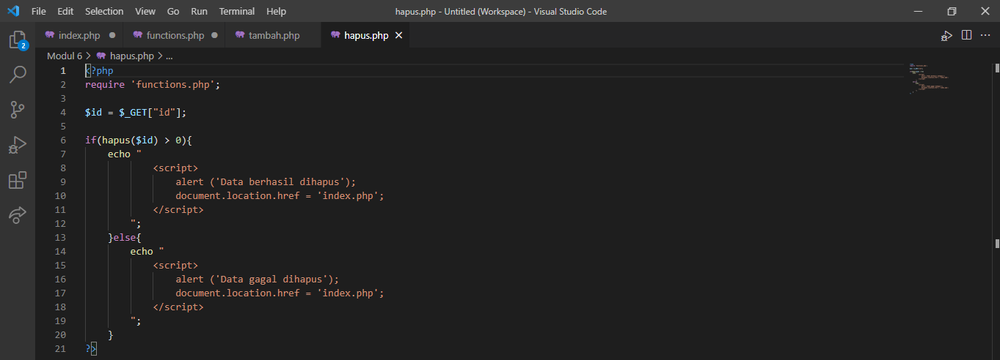 File Edit Selection View Go Run Terminal Help hapus.php - Untitled (Workspace) - Visual Studio Code
index.php functions.php tambah.php hapus.php
2
Modul 6 > hapus.php > ...
1 <?php
2 require 'functions.php';
3
4 $id = $_GET["id"];
5
6 if(hapus($id) > 0){
7 echo "
8 <script>
9 alert ('Data berhasil dihapus');
10 document.location.href = 'index.php';
11 </script>
12 ";
13 }else{
14 echo "
15 <script>
16 alert ('Data gagal dihapus');
17 document.location.href = 'index.php';
18 </script>
19 ";
20 }
21 ?>